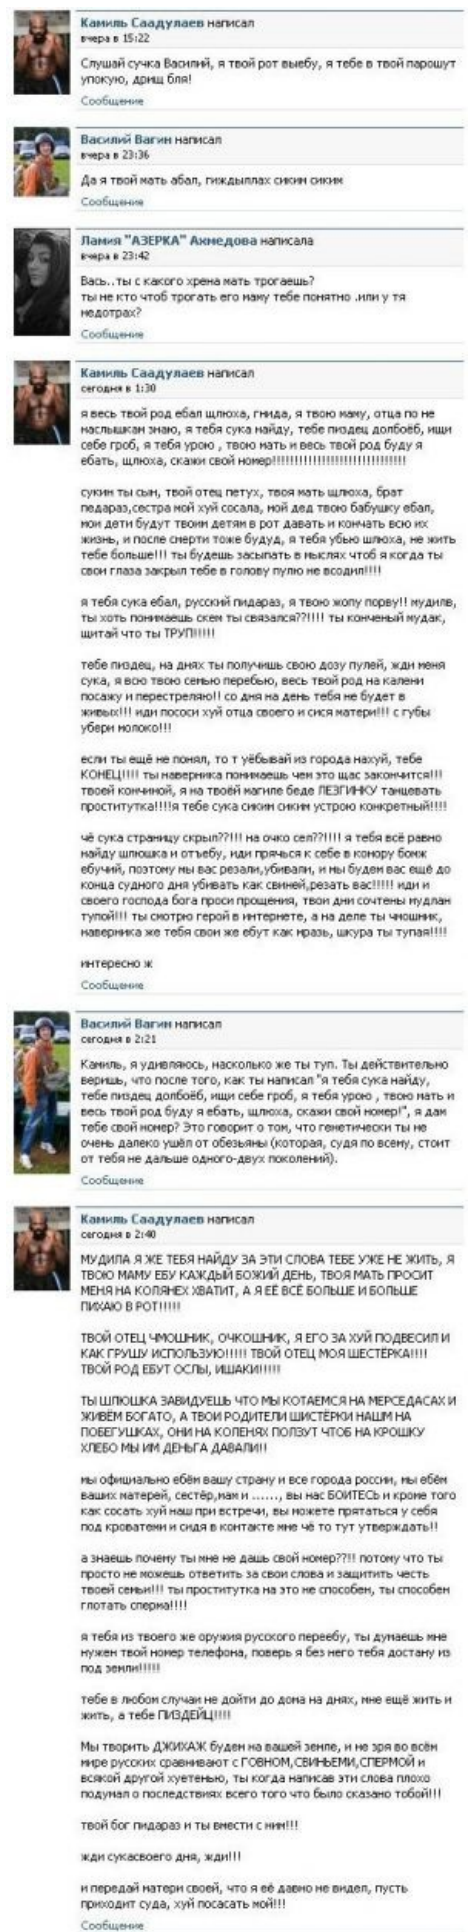 Камиль Саадулаев написал
вчера в 15:22
Слушай сучка Василий, я твой рот выебу, я тебе в твой парошут
упокую, дрищ бля!
Сообщение
Василий Вагин написал
вчера в 23:36
Да я твой мать абал, гиждыллах сиким сиким
Сообщение
Ламия "АЗЕРКА" Ахмедова написала
вчера в 23:42
Вась..ты с какого хрена мать трогаешь?
ты не кто чтоб трогать его маму тебе понятно .или у тя
недотрах?
Сообщение
Камиль Саадулаев написал
сегодня в 1:30
я весь твой род ебал щлюха, гнида, я твою маму, отца по не
наслышкам знаю, я тебя сука найду, тебе пиздец долбоёб, ищи
себе гроб, я тебя урою , твою мать и весь твой род буду я
ебать, щлюха, скажи свой номер!!!!!!!!!!!!!!!!!!!!!!!!!!!!!!
сукин ты сын, твой отец петух, твоя мать щлюха, брат
педараз,сестра мой хуй сосала, мой дед твою бабушку ебал,
мои дети будут твоим детям в рот давать и кончать всю их
жизнь, и после смерти тоже будуд, я тебя убью шлюха, не жить
тебе больше!!! ты будешь засыпать в мыслях чтоб я когда ты
свои глаза закрыл тебе в голову пулю не всодил!!!!
я тебя сука ебал, русский пидараз, я твою жопу порву!! мудилв,
ты хоть понимаешь скем ты связался??!!!! ты конченый мудак,
щитай что ты ТРУП!!!!!
тебе пиздец, на днях ты получишь свою дозу пулей, жди меня
сука, я всю твою семью перебью, весь твой род на калени
посажу и перестреляю!! со дня на день тебя не будет в
живых!!! иди пососи хуй отца своего и сися матери!!! с губы
убери молоко!!!
если ты ещё не понял, то т уёбывай из города нахуй, тебе
КОНЕЦ!!!! ты наверника понимаешь чем это щас закончится!!!
твоей кончиной, я на твоёй магиле беде ЛЕЗГИНКУ танцевать
проститутка!!!!я тебе сука сиким сиким устрою конкретный!!!!
чё сука страницу скрыл??!!! на очко сел??!!!! я тебя всё равно
найду шлюшка и отъебу, иди прячься к себе в конору бомж
ебучий, поэтому мы вас резали,убивали, и мы будем вас ещё до
конца судного дня убивать как свиней,резать вас!!!!! иди и
своего господа бога проси прощения, твои дни сочтены мудлан
тупой!!! ты смотрю герой в интернете, а на деле ты чмошник,
наверника же тебя свои же ебут как мразь, шкура ты тупая!!!!
интересно ж
Сообщение
Василий Вагин написал
сегодня в 2:21
Камиль, я удивляюсь, насколько же ты туп. Ты действительно
веришь, что после того, как ты написал "я тебя сука найду,
тебе пиздец долбоёб, ищи себе гроб, я тебя урою , твою мать и
весь твой род буду я ебать, щлюха, скажи свой номер!", я дам
тебе свой номер? Это говорит о том, что генетически ты не
очень далеко ушёл от обезьяны (которая, судя по всему, стоит
от тебя не дальше одного-двух поколений).
Сообщение
Камиль Саадулаев написал
сегодня в 2:40
МУДИЛА Я ЖЕ ТЕБЯ НАЙДУ ЗА ЭТИ СЛОВА ТЕБЕ УЖЕ НЕ ЖИТЬ, Я
ТВОЮ МАМУ ЕБУ КАЖДЫЙ БОЖИЙ ДЕНЬ, ТВОЯ МАТЬ ПРОСИТ
МЕНЯ НА КОЛЯНЕХ ХВАТИТ, А Я ЕЁ ВСЁ БОЛЬШЕ И БОЛЬШЕ
ПИХАЮ В РОТ!!!!!
ТВОЙ ОТЕЦ ЧМОШНИК, ОЧКОШНИК, Я ЕГО ЗА ХУЙ ПОДВЕСИЛ И
КАК ГРУШУ ИСПОЛЬЗУЮ!!!!! ТВОЙ ОТЕЦ МОЯ ШЕСТЁРКА!!!!
ТВОЙ РОД ЕБУТ ОСЛЫ, ИШАКИ!!!!!
ТЫ ШЛЮШКА ЗАВИДУЕШЬ ЧТО МЫ КОТАЕМСЯ НА МЕРСЕДАСАХ И
ЖИВЁМ БОГАТО, А ТВОИ РОДИТЕЛИ ШИСТЁРКИ НАШМ НА
ПОБЕГУШКАХ, ОНИ НА КОЛЕНЯХ ПОЛЗУТ ЧТОБ НА КРОШКУ
ХЛЕБО МЫ ИМ ДЕНЬГА ДАВАЛИ!!
мы официально ебём вашу страну и все города россии, мы ебём
ваших матерей, сестёр,мам и ......, вы нас БОИТЕСЬ и кроме того
как сосать хуй наш при встречи, вы можете прятаться у себя
под кроватеми и сидя в контакте мне чё то тут утверждать!!
а знаешь почему ты мне не дашь свой номер??!! потому что ты
просто не можешь ответить за свои слова и защитить честь
твоей семьи!!! ты проститутка на это не способен, ты способен
глотать сперма!!!!
я тебя из твоего же оружия русского переебу, ты думаешь мне
нужен твой номер телефона, поверь я без него тебя достану из
под земли!!!!!
тебе в любом случаи не дойти до дома на днях, мне ещё жить и
жить, а тебе ПИЗДЕЙЦ!!!!
Мы творить ДЖИХАЖ будем на вашей земле, и не зря во всём
мире русских сравнивают с ГОВНОМ,СВИНЬЕМИ,СПЕРМОЙ и
всякой другой хуетенью, ты когда написав эти слова плохо
подумал о последствиях всего того что было сказано тобой!!!
твой бог пидараз и ты вмести с ним!!!
жди сукасвоего дня, жди!!!
и передай матери своей, что я её давно не видел, пусть
приходит суда, хуй посасать мой!!!
Сообщение